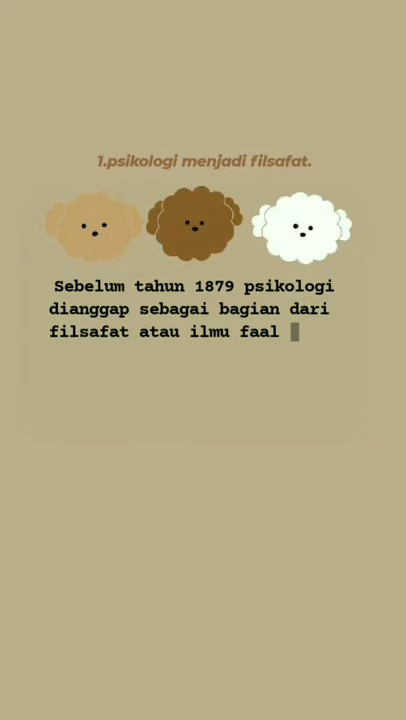 1.psikologi menjadi filsafat.
Sebelum tahun 1879 psikologi
dianggap sebagai bagian dari
filsafat atau ilmu faal